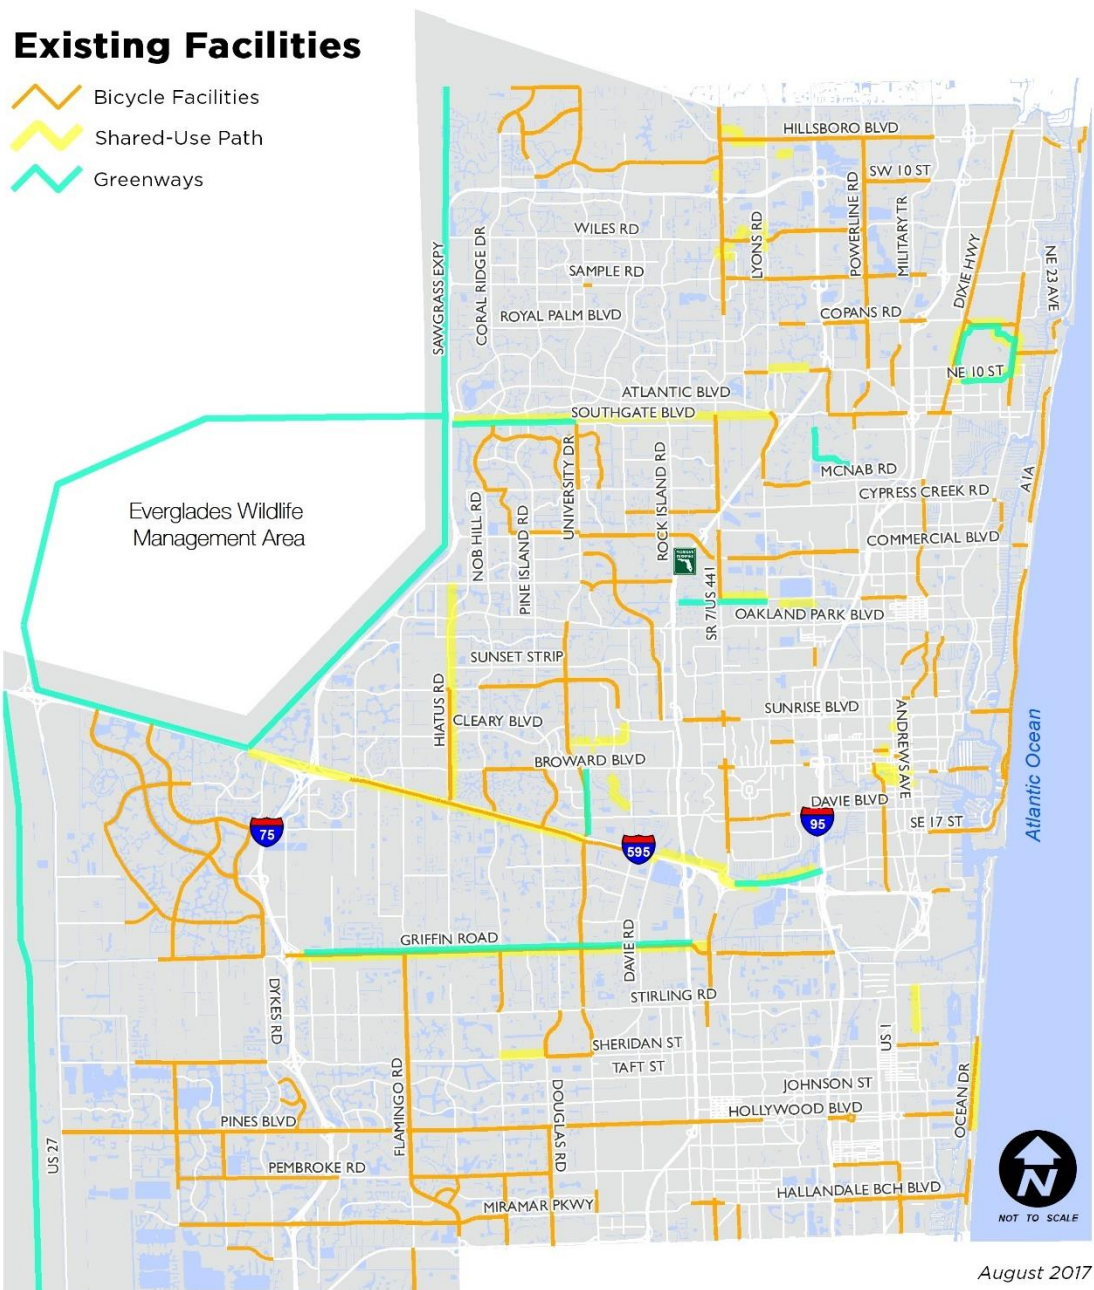 Existing Facilities
Bicycle Facilities
Shared-Use Path
Greenways
HILLSBORO BLVD
SW 10 ST
POWERLINE RD
MILITARY TR
LYONS RD
WILES RD
SAMPLE RD
CORAL RIDGE DR
SAWGRASS EXPY
ROYAL PALM BLVD
COPANS RD
DIXIE HWY
NE 23 AVE
NE 10 ST
ATLANTIC BLVD
SOUTHGATE BLVD
Everglades Wildlife
Management Area
UNIVERSITY DR
ROCK ISLAND RD
NOB HILL RD
PINE ISLAND RD
MCNAB RD
CYPRESS CREEK RD
A1A
COMMERCIAL BLVD
SR 7/US 441
OAKLAND PARK BLVD
SUNSET STRIP
HIATUS RD
CLEARY BLVD
SUNRISE BLVD
ANDREWS AVE
BROWARD BLVD
DAVIE BLVD
SE 17 ST
Atlantic Ocean
75
595
95
GRIFFIN ROAD
DAVIE RD
STIRLING RD
DYKES RD
SHERIDAN ST
TAFT ST
US 1
FLAMINGO RD
DOUGLAS RD
JOHNSON ST
HOLLYWOOD BLVD
OCEAN DR
PINES BLVD
US 27
PEMBROKE RD
MIRAMAR PKWY
HALLANDALE BCH BLVD
N
NOT TO SCALE
August 2017